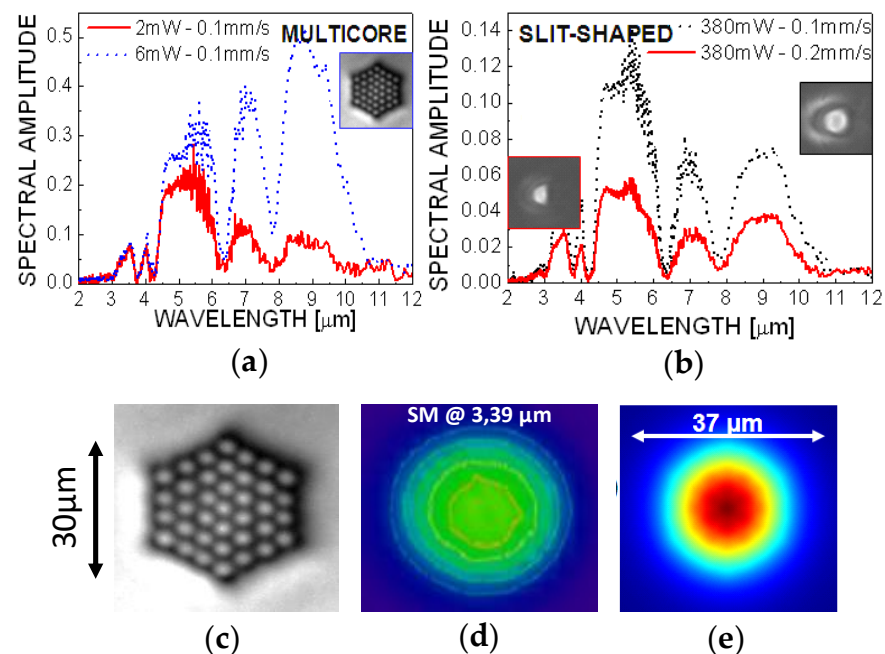 MULTICORE
2mW - 0.1mm/s
6mW - 0.1mm/s
SPECTRAL AMPLITUDE
0.5
0.4
0.3
0.2
0.1
0.0
2 3 4 5 6 7 8 9 10 11 12
WAVELENGTH [µm]
(a)
SLIT-SHAPED
380mW - 0.1mm/s
380mW - 0.2mm/s
SPECTRAL AMPLITUDE
0.14
0.12
0.10
0.08
0.06
0.04
0.02
0.00
2 3 4 5 6 7 8 9 10 11 12
WAVELENGTH [µm]
(b)
30µm
(c)
SM @ 3,39 µm
(d)
37 µm
(e)